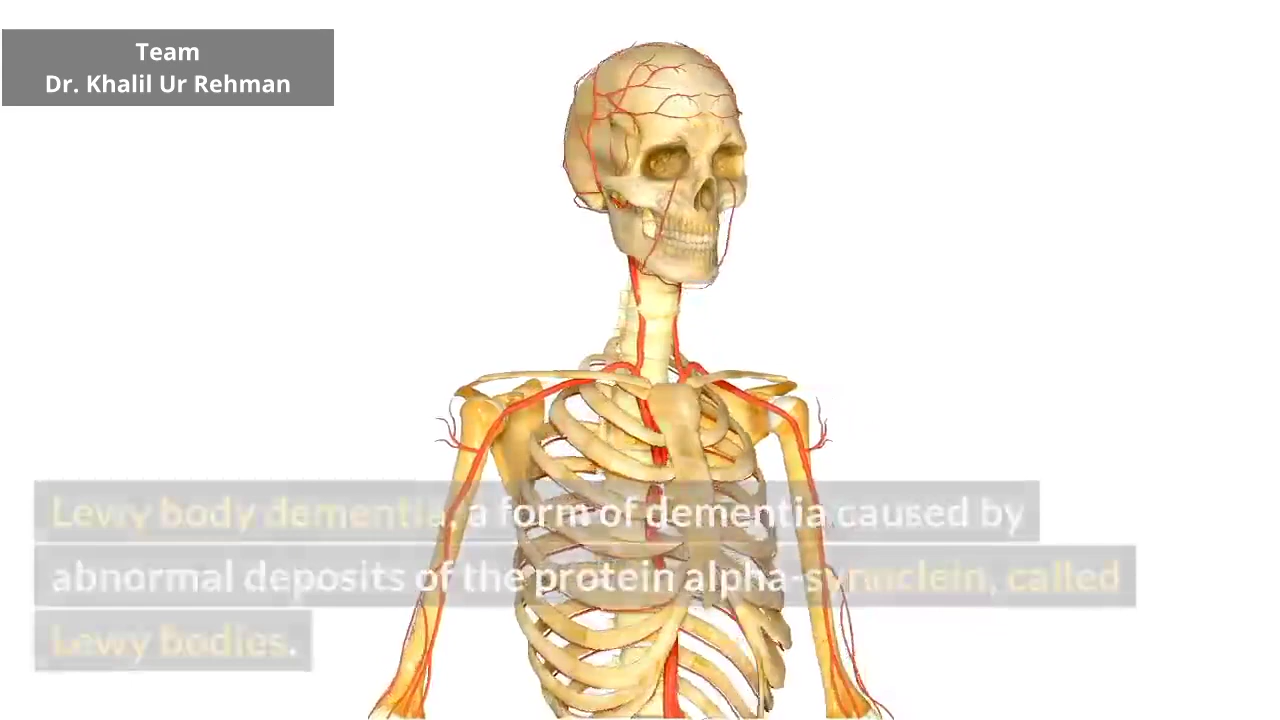 Team
Dr. Khalil Ur Rehman
Lewy body dementia, a form of dementia caused by
abnormal deposits of the protein alpha-synuclein, called
Lewy bodies.